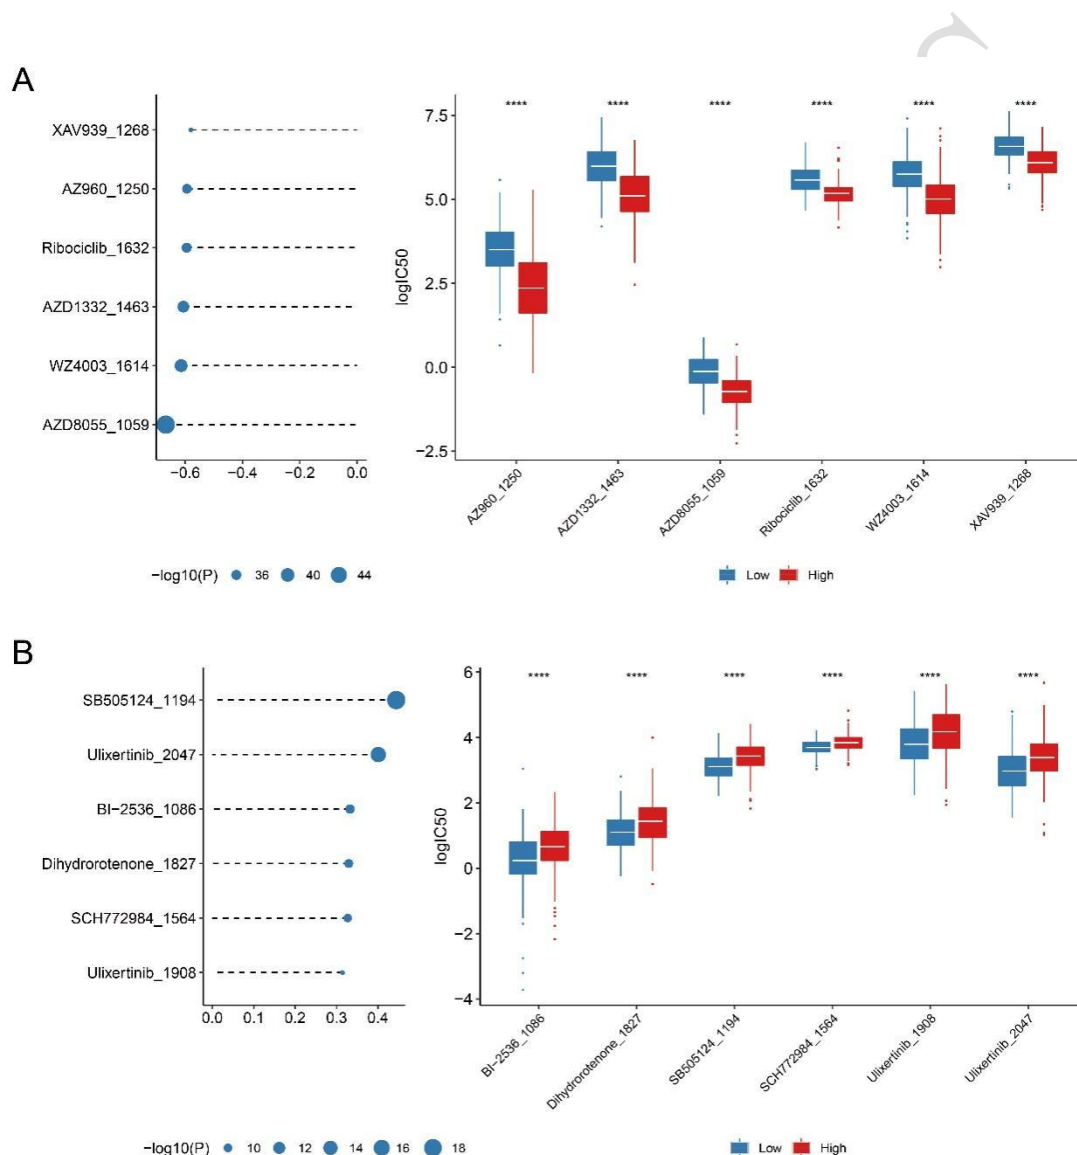 A
XAV939_1268
AZ960_1250
Ribociclib_1632
AZD1332_1463
WZ4003_1614
AZD8055_1059
−0.6 −0.4 −0.2 0.0
−log10(P) 36 40 44
logIC50
7.5
5.0
2.5
0.0
−2.5
**** **** **** **** **** ****
AZ960_1250
AZD1332_1463
AZD8055_1059
Ribociclib_1632
WZ4003_1614
XAV939_1268
Low High
B
SB505124_1194
Ulixertinib_2047
BI−2536_1086
Dihydrorotenone_1827
SCH772984_1564
Ulixertinib_1908
0.0 0.1 0.2 0.3 0.4
−log10(P) 10 12 14 16 18
logIC50
6
4
2
0
−2
−4
**** **** **** **** **** ****
BI−2536_1086
Dihydrorotenone_1827
SB505124_1194
SCH772984_1564
Ulixertinib_1908
Ulixertinib_2047
Low High